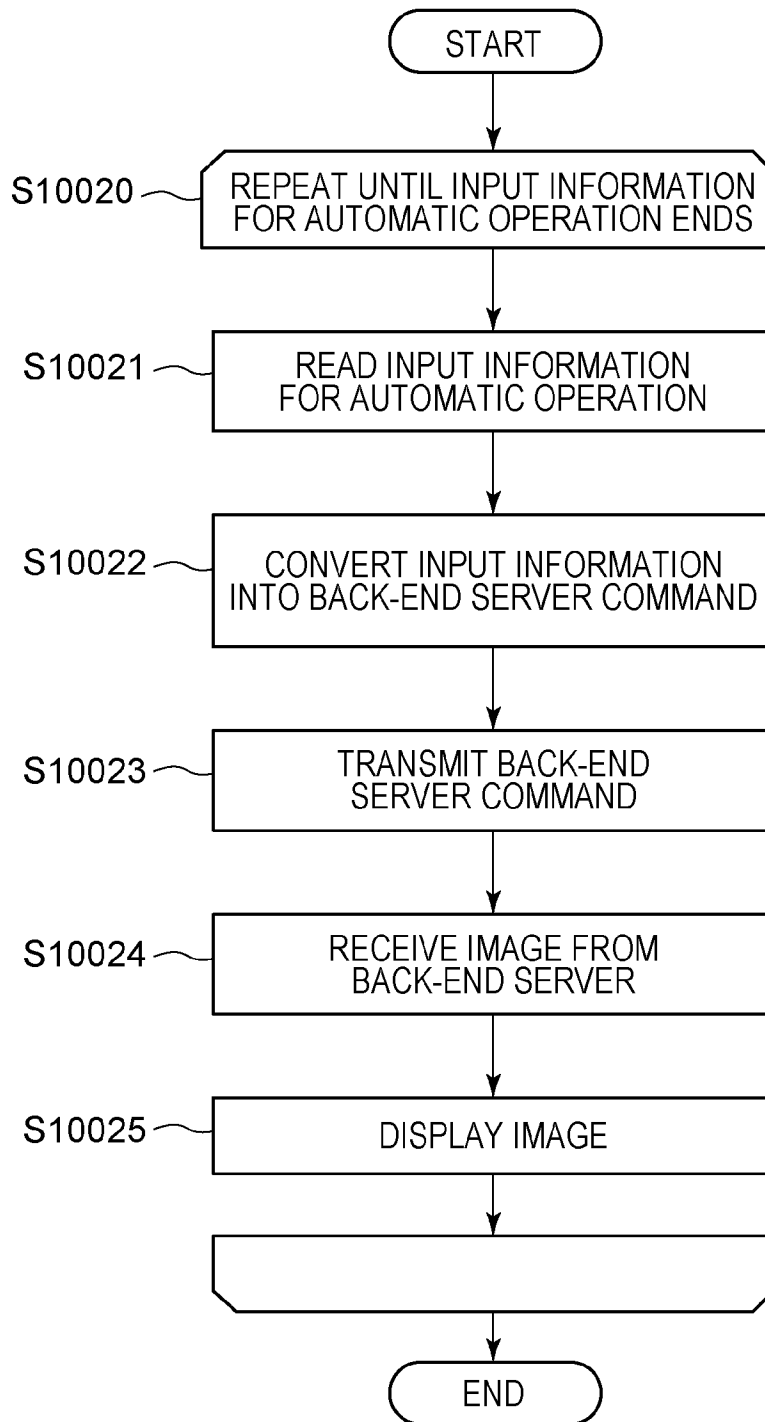 START
S10020
REPEAT UNTIL INPUT INFORMATION
FOR AUTOMATIC OPERATION ENDS
S10021
READ INPUT INFORMATION
FOR AUTOMATIC OPERATION
S10022
CONVERT INPUT INFORMATION
INTO BACK-END SERVER COMMAND
S10023
TRANSMIT BACK-END
SERVER COMMAND
S10024
RECEIVE IMAGE FROM
BACK-END SERVER
S10025
DISPLAY IMAGE
END